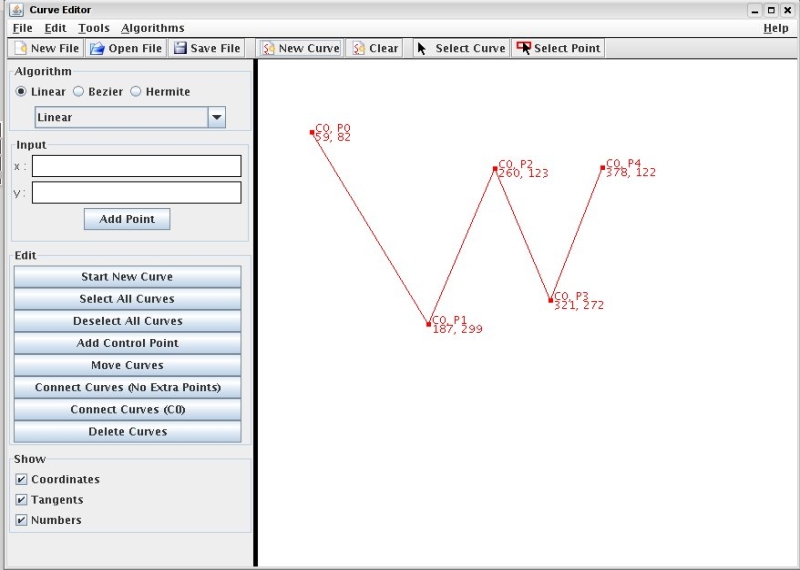 Curve Editor
File Edit Tools Algorithms Help
New File Open File Save File New Curve Clear Select Curve Select Point
Algorithm
Linear Bezier Hermite
Linear
Input
x :
y :
Add Point
Edit
Start New Curve
Select All Curves
Deselect All Curves
Add Control Point
Move Curves
Connect Curves (No Extra Points)
Connect Curves (C0)
Delete Curves
Show
Coordinates
Tangents
Numbers
C0, P0
59, 82
C0, P2
260, 123
C0, P4
378, 122
C0, P3
321, 272
C0, P1
187, 299